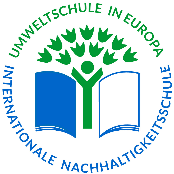 UMWELTSCHULE IN EUROPA
INTERNATIONALE NACHHALTIGKEITSSCHULE